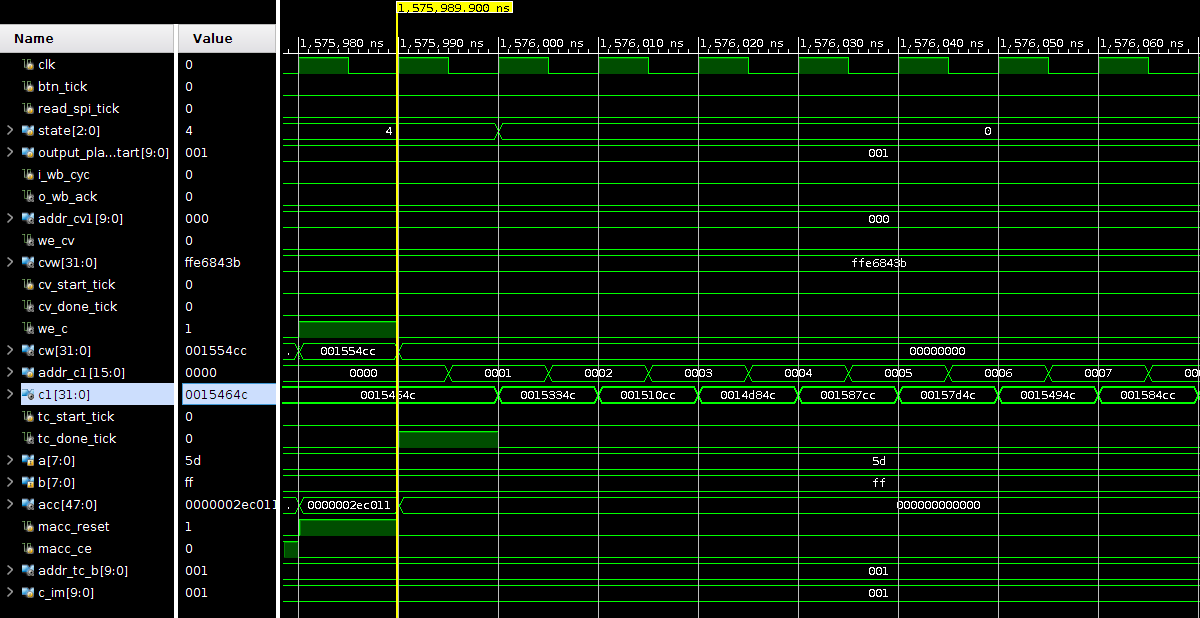 1,575,989.900 ns
Name Value
1,575,980 ns 1,575,990 ns 1,576,000 ns 1,576,010 ns 1,576,020 ns 1,576,030 ns 1,576,040 ns 1,576,050 ns 1,576,060 ns
clk 0
btn_tick 0
read_spi_tick 0
state[2:0] 4 4 0
output_pla...tart[9:0] 001 001
i_wb_cyc 0
o_wb_ack 0
addr_cv1[9:0] 000 000
we_cv 0
cvw[31:0] ffe6843b ffe6843b
cv_start_tick 0
cv_done_tick 0
we_c 1
cw[31:0] 001554cc . 001554cc 00000000
addr_c1[15:0] 0000 0000 0001 0002 0003 0004 0005 0006 0007 00
c1[31:0] 0015464c 0015464c 0015334c 001510cc 0014d84c 001587cc 00157d4c 0015494c 001584cc
tc_start_tick 0
tc_done_tick 0
a[7:0] 5d 5d
b[7:0] ff ff
acc[47:0] 0000002ec011 . 0000002ec011 000000000000
macc_reset 1
macc_ce 0
addr_tc_b[9:0] 001 001
c_im[9:0] 001 001